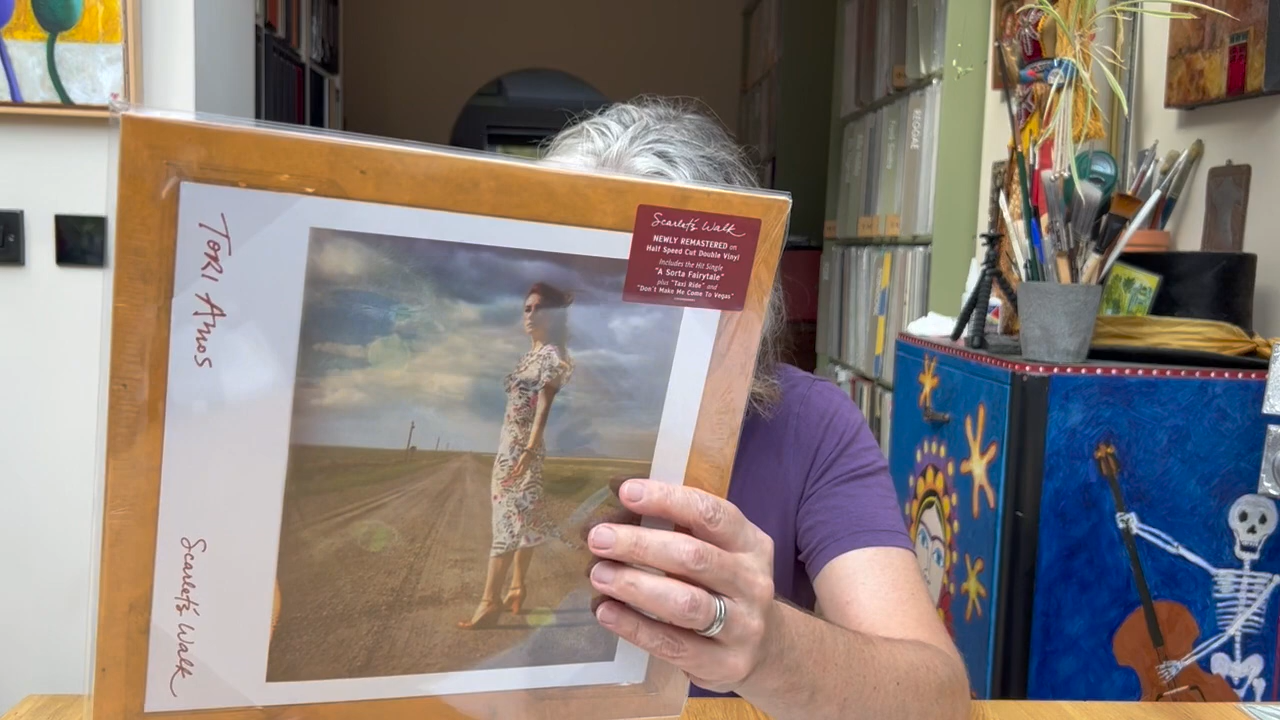 TORI AMOS
Scarlet's Walk
Scarlet's Walk
NEWLY REMASTERED on
Half Speed Cut Double Vinyl
Includes the Hit Single
"A Sorta Fairytale"
plus "Taxi Ride" and
"Don't Make Me Come To Vegas"
REGGAE